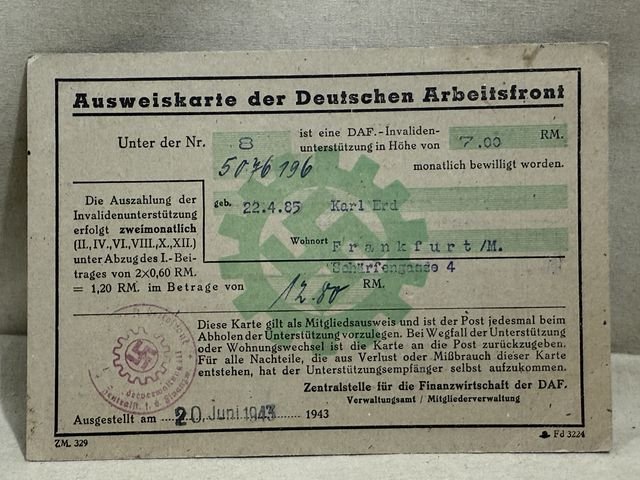 Ausweiskarte der Deutschen Arbeitsfront
Unter der Nr. 8 ist eine DAF.-Invaliden-
unterstützung in Höhe von 7.00 RM.
5076196 monatlich bewilligt worden.
Die Auszahlung der
Invalidenunterstützung
erfolgt zweimonatlich
(II., IV., VI., VIII., X., XII.)
unter Abzug des I.-Bei-
trages von 2x0,60 RM.
= 1,20 RM. im Betrage von 12.80 RM.
geb. 22.4.85 Karl Erd
Wohnort Frankfurt/M.
Schärfengasse 4
Diese Karte gilt als Mitgliedsausweis und ist der Post jedesmal beim
Abholen der Unterstützung vorzulegen. Bei Wegfall der Unterstützung
oder Wohnungswechsel ist die Karte an die Post zurückzugeben.
Für alle Nachteile, die aus Verlust oder Mißbrauch dieser Karte
entstehen, hat der Unterstützungsempfänger selbst aufzukommen.
Zentralstelle für die Finanzwirtschaft der DAF.
Verwaltungsamt / Mitgliederverwaltung
Ausgestellt am 20. Juni 1943 1943
ZM. 329
Fd 3224